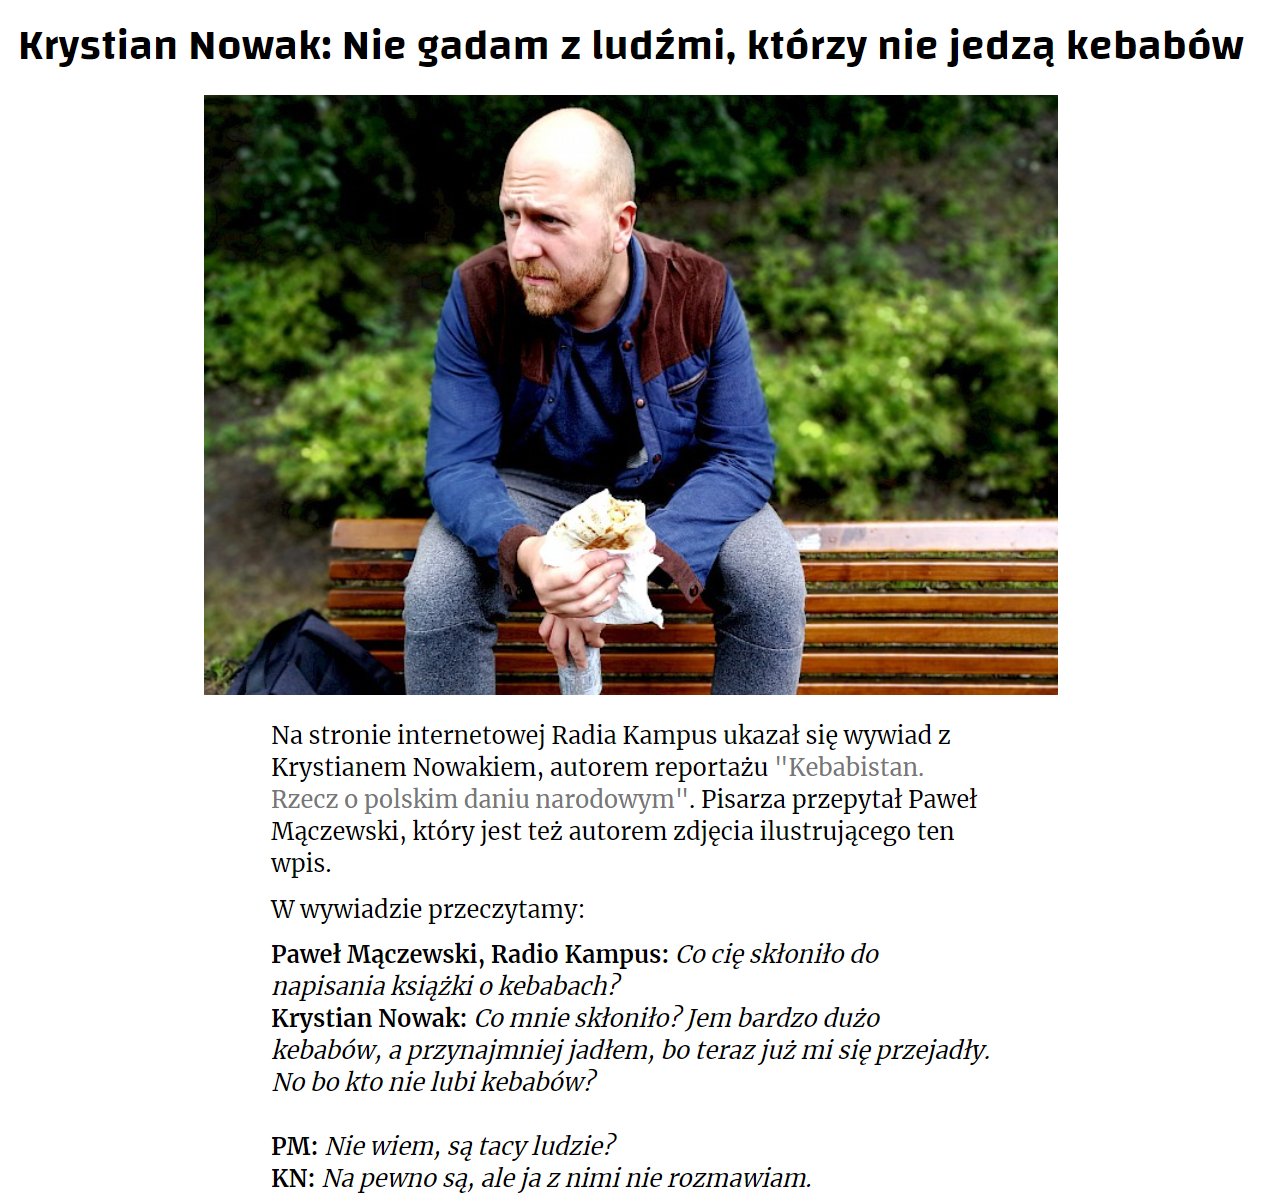 Krystian Nowak: Nie gadam z ludźmi, którzy nie jedzą kebabów
Na stronie internetowej Radia Kampus ukazał się wywiad z
Krystianem Nowakiem, autorem reportażu "Kebabistan.
Rzecz o polskim daniu narodowym". Pisarza przepytał Paweł
Mączewski, który jest też autorem zdjęcia ilustrującego ten
wpis.
W wywiadzie przeczytamy:
Paweł Mączewski, Radio Kampus: Co cię skłoniło do
napisania książki o kebabach?
Krystian Nowak: Co mnie skłoniło? Jem bardzo dużo
kebabów, a przynajmniej jadłem, bo teraz już mi się przejadły.
No bo kto nie lubi kebabów?
PM: Nie wiem, są tacy ludzie?
KN: Na pewno są, ale ja z nimi nie rozmawiam.